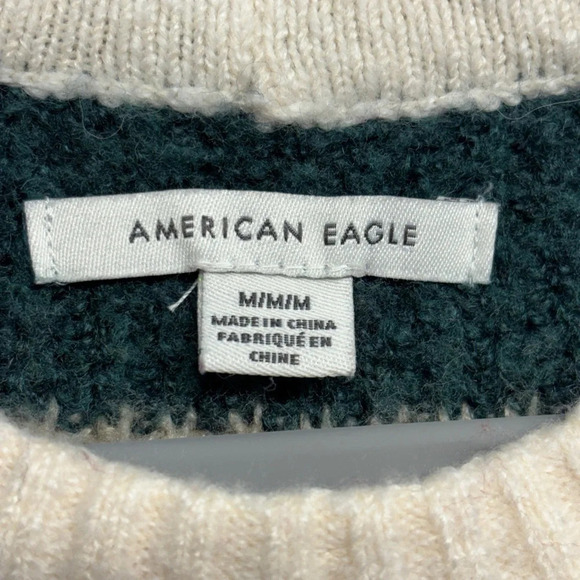 AMERICAN EAGLE
M/M/M
MADE IN CHINA
FABRIQUÉ EN
CHINE